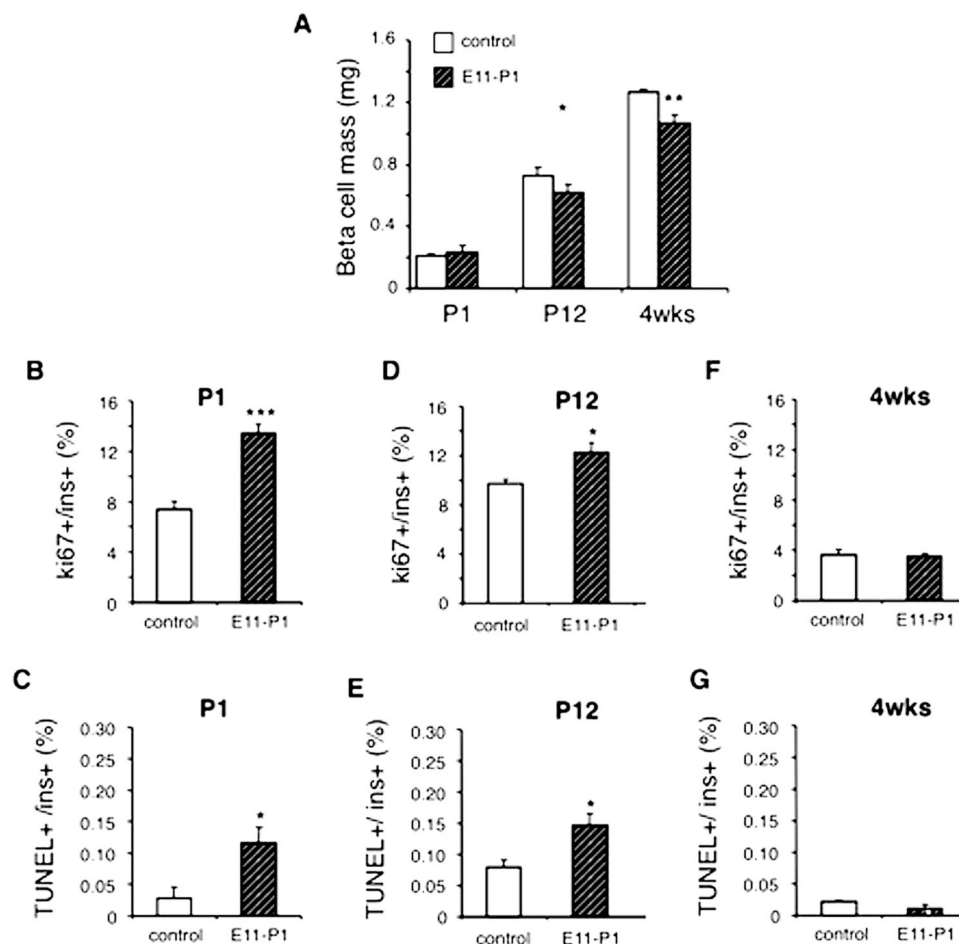 A
1.6
control
E11-P1
1.2
*
**
0.8
0.4
0
Beta cell mass (mg)
P1
P12
4wks
B
P1
16
***
12
8
4
0
ki67+/ins+ (%)
control
E11-P1
D
P12
16
*
12
8
4
0
ki67+/ins+ (%)
control
E11-P1
F
4wks
16
12
8
4
0
ki67+/ins+ (%)
control
E11-P1
C
P1
0.30
0.25
0.20
0.15
*
0.10
0.05
0
TUNEL+ /ins+ (%)
control
E11-P1
E
P12
0.30
0.25
0.20
*
0.15
0.10
0.05
0
TUNEL+/ ins+ (%)
control
E11-P1
G
4wks
0.30
0.25
0.20
0.15
0.10
0.05
0
TUNEL+/ ins+ (%)
control
E11-P1